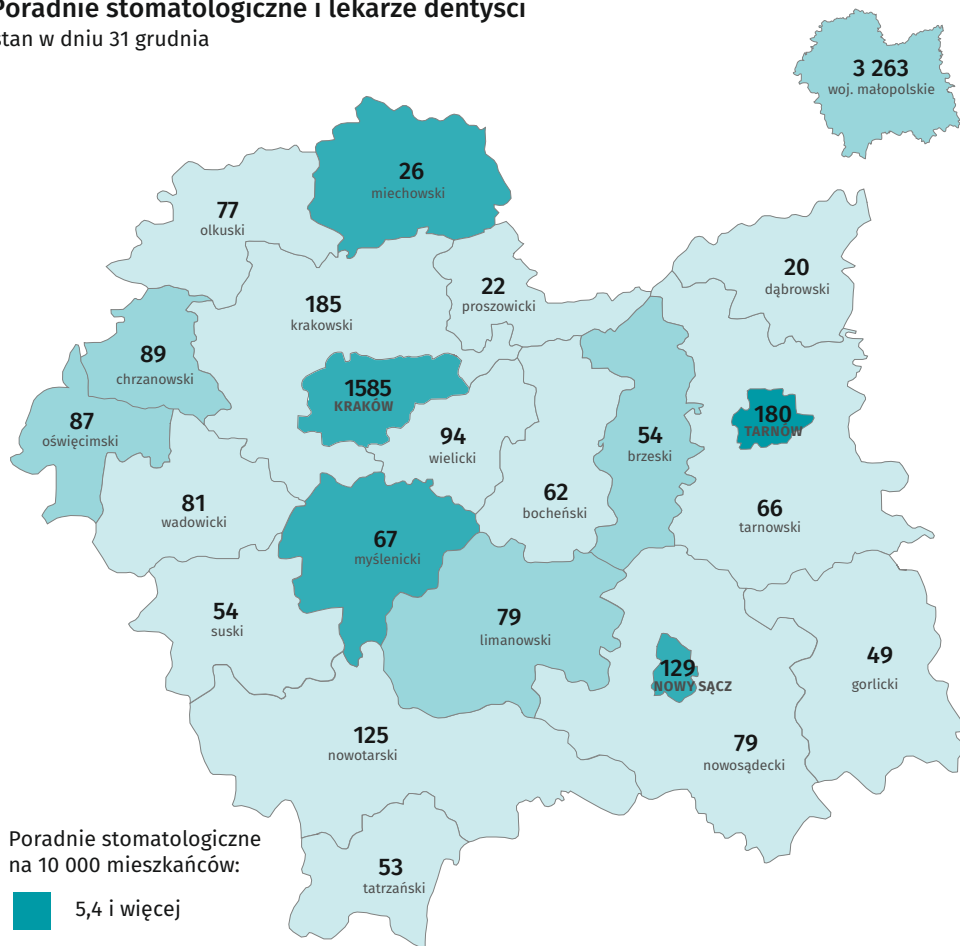 Poradnie stomatologiczne i lekarze dentyści
stan w dniu 31 grudnia
3 263
woj. małopolskie
26
miechowski
77
olkuski
20
dąbrowski
22
proszowicki
185
krakowski
89
chrzanowski
1585
KRAKÓW
180
TARNÓW
87
oświęcimski
94
wielicki
54
brzeski
81
wadowicki
62
bocheński
66
tarnowski
67
myślenicki
54
suski
79
limanowski
129
NOWY SĄCZ
49
gorlicki
125
nowotarski
79
nowosądecki
53
tatrzański
Poradnie stomatologiczne
na 10 000 mieszkańców:
5,4 i więcej